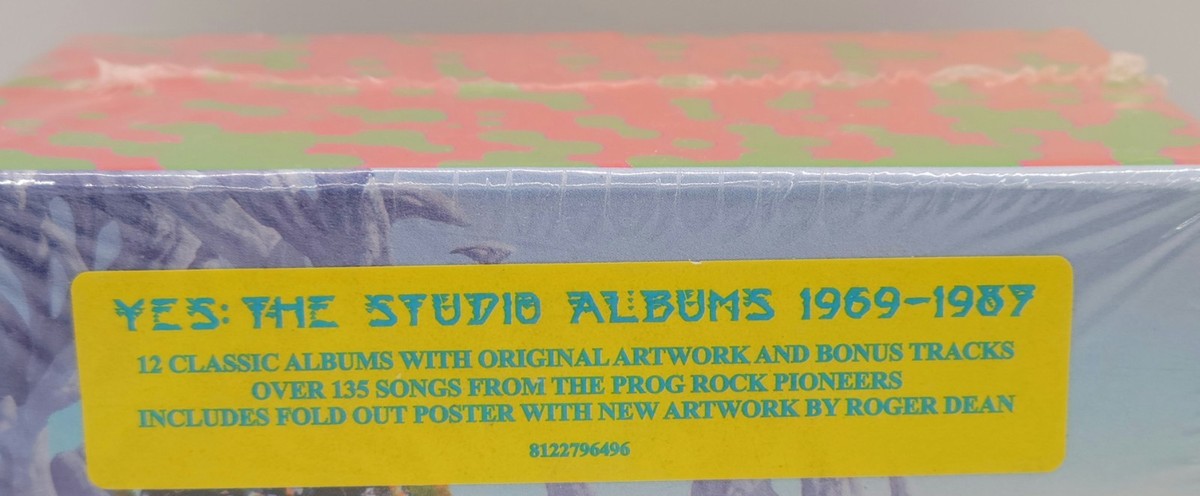 YES: THE STUDIO ALBUMS 1969-1987
12 CLASSIC ALBUMS WITH ORIGINAL ARTWORK AND BONUS TRACKS
OVER 135 SONGS FROM THE PROG ROCK PIONEERS
INCLUDES FOLD OUT POSTER WITH NEW ARTWORK BY ROGER DEAN
8122796496